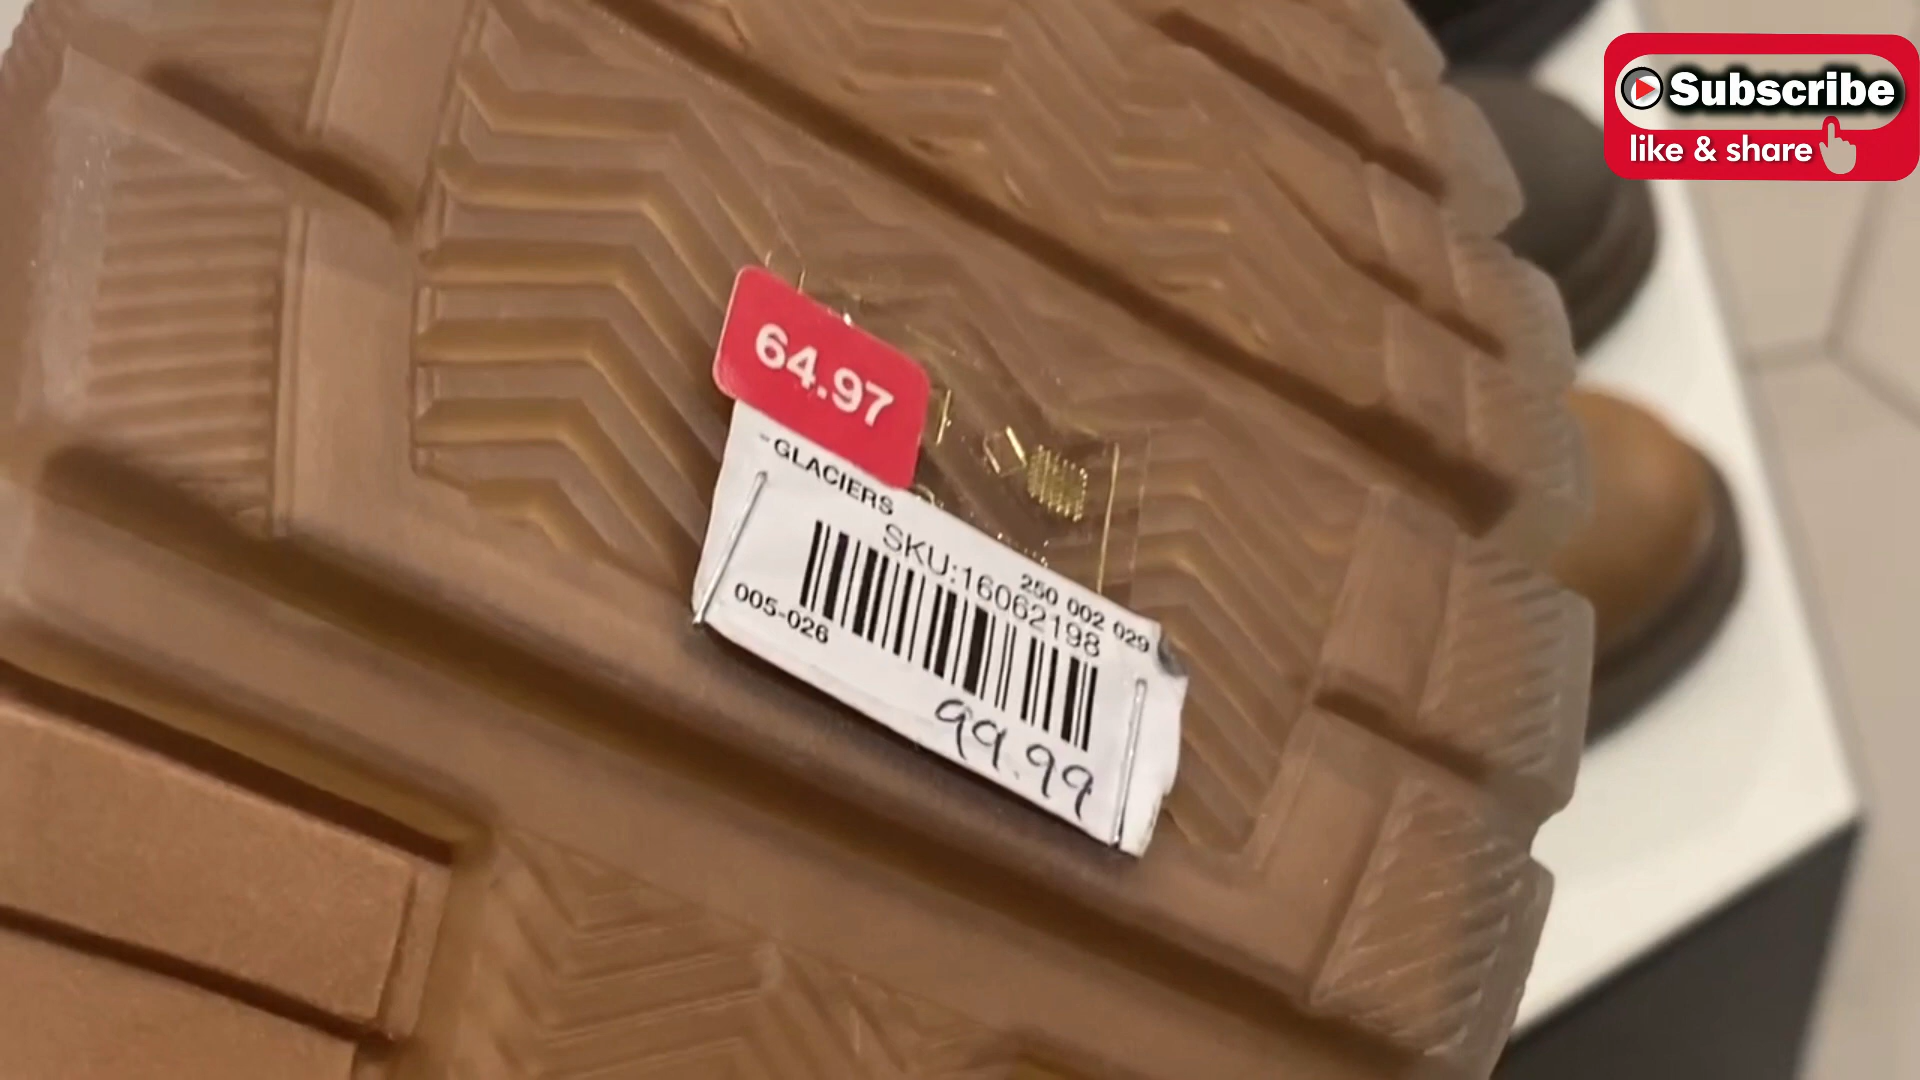 Subscribe
like & share
64.97
-GLACIERS
250 002 029
SKU:16062198
005-026
99.99